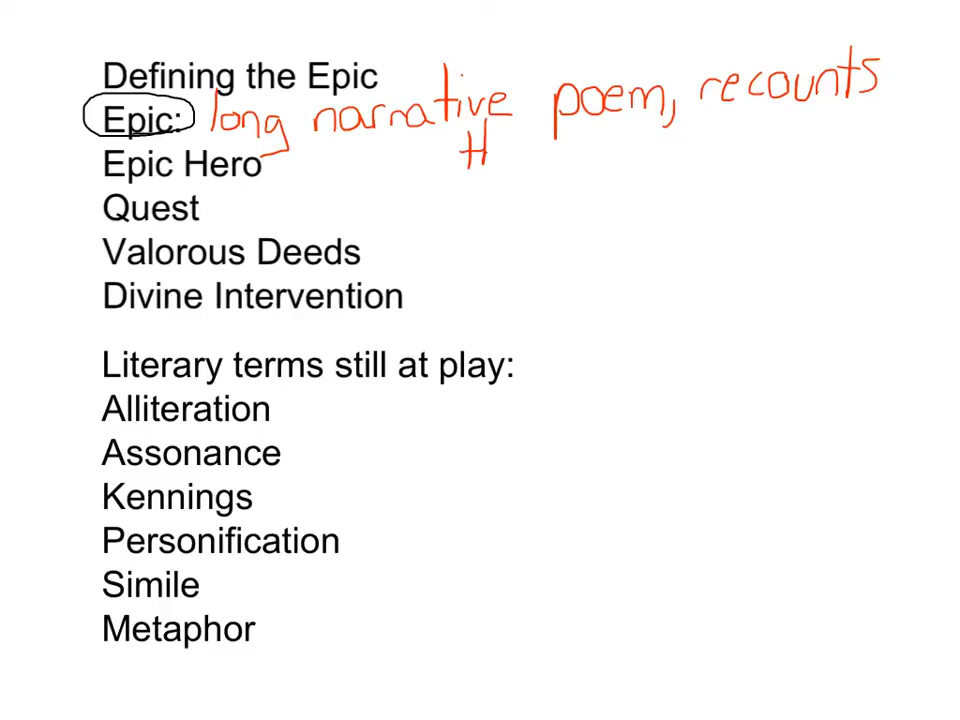 Defining the Epic
Epic: long narrative poem, recounts
Epic Hero
Quest
Valorous Deeds
Divine Intervention
Literary terms still at play:
Alliteration
Assonance
Kennings
Personification
Simile
Metaphor